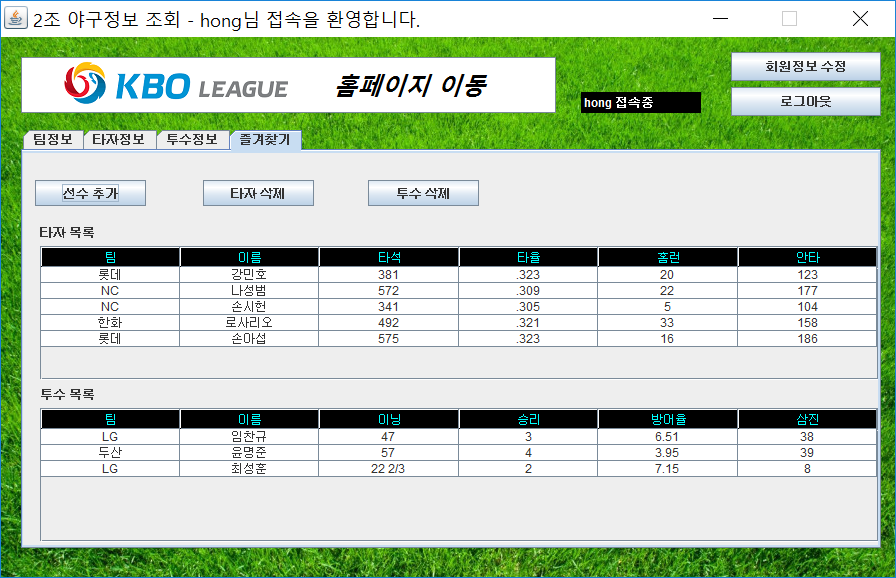 2조 야구정보 조회 - hong님 접속을 환영합니다.
KBO LEAGUE 홈페이지 이동
회원정보 수정
hong 접속중
로그아웃
팀정보 타자정보 투수정보 즐겨찾기
선수 추가 타자 삭제 투수 삭제
타자 목록
팀 이름 타석 타율 홈런 안타
롯데 강민호 381 .323 20 123
NC 나성범 572 .309 22 177
NC 손시헌 341 .305 5 104
한화 로사리오 492 .321 33 158
롯데 손아섭 575 .323 16 186
투수 목록
팀 이름 이닝 승리 방어율 삼진
LG 임찬규 47 3 6.51 38
두산 윤명준 57 4 3.95 39
LG 최성훈 22 2/3 2 7.15 8